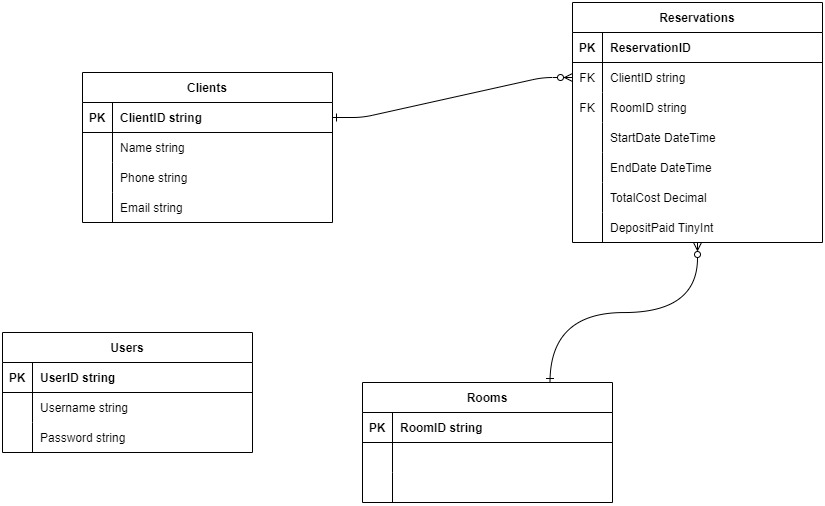 Reservations
PK ReservationID
FK ClientID string
FK RoomID string
StartDate DateTime
EndDate DateTime
TotalCost Decimal
DepositPaid TinyInt
Clients
PK ClientID string
Name string
Phone string
Email string
Users
PK UserID string
Username string
Password string
Rooms
PK RoomID string